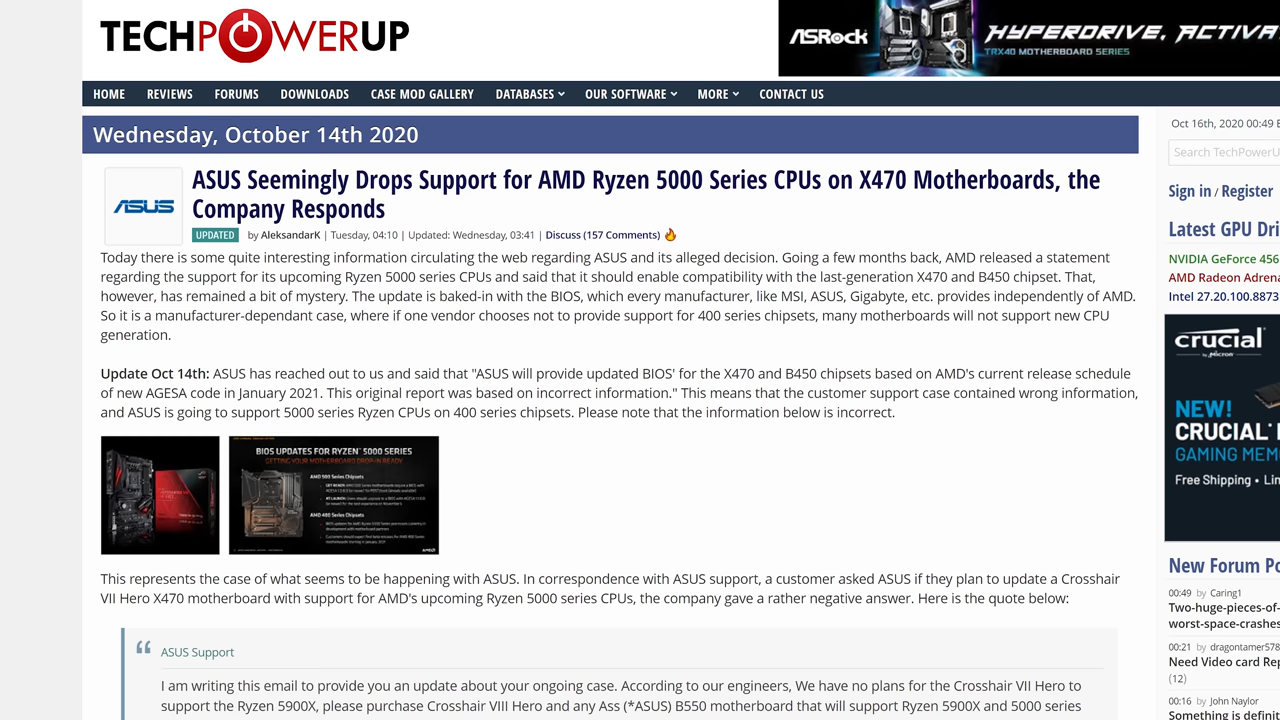 TECHPOWERUP
ASRock
HYPERDRIVE, ACTIVA
TRX40 MOTHERBOARD SERIES
HOME REVIEWS FORUMS DOWNLOADS CASE MOD GALLERY DATABASES OUR SOFTWARE MORE CONTACT US
Wednesday, October 14th 2020
ASUS
ASUS Seemingly Drops Support for AMD Ryzen 5000 Series CPUs on X470 Motherboards, the
Company Responds
UPDATED by AleksandarK | Tuesday, 04:10 | Updated: Wednesday, 03:41 | Discuss (157 Comments)
Today there is some quite interesting information circulating the web regarding ASUS and its alleged decision. Going a few months back, AMD released a statement
regarding the support for its upcoming Ryzen 5000 series CPUs and said that it should enable compatibility with the last-generation X470 and B450 chipset. That,
however, has remained a bit of mystery. The update is baked-in with the BIOS, which every manufacturer, like MSI, ASUS, Gigabyte, etc. provides independently of AMD.
So it is a manufacturer-dependant case, where if one vendor chooses not to provide support for 400 series chipsets, many motherboards will not support new CPU
generation.
Update Oct 14th: ASUS has reached out to us and said that "ASUS will provide updated BIOS' for the X470 and B450 chipsets based on AMD's current release schedule
of new AGESA code in January 2021. This original report was based on incorrect information." This means that the customer support case contained wrong information,
and ASUS is going to support 5000 series Ryzen CPUs on 400 series chipsets. Please note that the information below is incorrect.
BIOS UPDATES FOR RYZEN 5000 SERIES
GETTING YOUR MOTHERBOARD DROP-IN READY
AMD 500 Series Chipsets
AMD 400 Series Chipsets
AMD
This represents the case of what seems to be happening with ASUS. In correspondence with ASUS support, a customer asked ASUS if they plan to update a Crosshair
VII Hero X470 motherboard with support for AMD's upcoming Ryzen 5000 series CPUs, the company gave a rather negative answer. Here is the quote below:
ASUS Support
I am writing this email to provide you an update about your ongoing case. According to our engineers, We have no plans for the Crosshair VII Hero to
support the Ryzen 5900X, please purchase Crosshair VIII Hero and any Ass (*ASUS) B550 motherboard that will support Ryzen 5900X and 5000 series
Oct 16th, 2020 00:49 E
Search TechPowerU
Sign in / Register
Latest GPU Dri
NVIDIA GeForce 456
AMD Radeon Adrena
Intel 27.20.100.8873
crucial
by Micron
NEW!
CRUCIAL
GAMING MEM
Free Shipping • Lin
New Forum Po
00:49 by Caring1
Two-huge-pieces-of-
worst-space-crashes
00:21 by dragontamer578
Need Video card Rep
(12)
00:16 by John Naylor
Something is definit